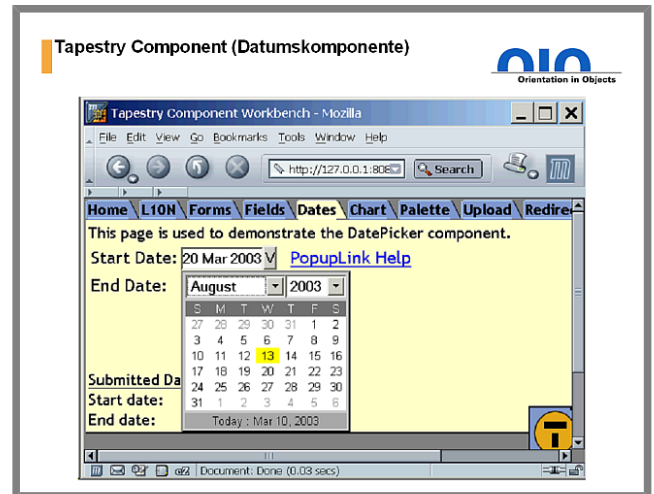 Tapestry Component (Datumskomponente)
OIO
Orientation in Objects
Tapestry Component Workbench - Mozilla
File Edit View Go Bookmarks Tools Window Help
http://127.0.0.1:808 Search
Home L10N Forms Fields Dates Chart Palette Upload Redire
This page is used to demonstrate the DatePicker component.
Start Date: 20 Mar 2003 V PopupLink Help
End Date: August 2003
S M T W T F S
27 28 29 30 31 1 2
3 4 5 6 7 8 9
10 11 12 13 14 15 16
17 18 19 20 21 22 23
24 25 26 27 28 29 30
31 1 2 3 4 5 6
Today : Mar 10, 2003
Submitted Da
Start date:
End date:
Document: Done (0.03 secs)